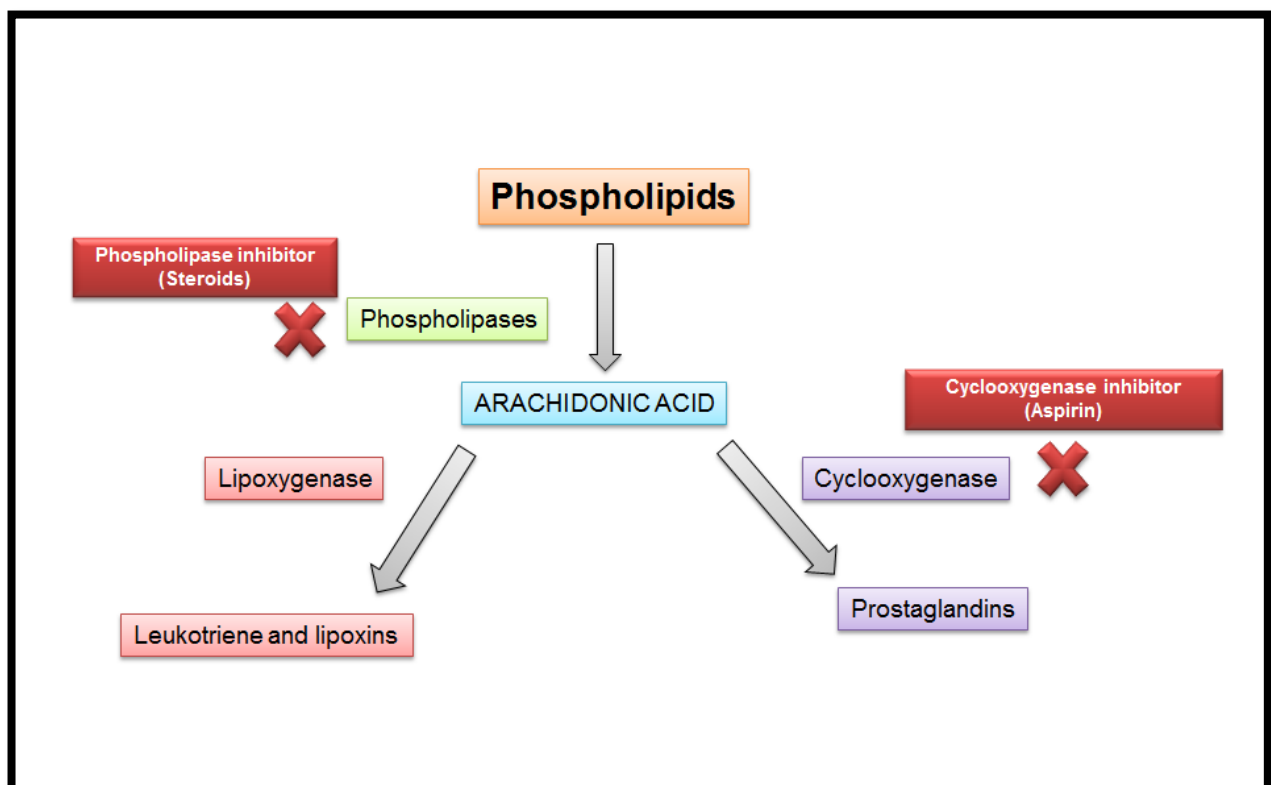 Phospholipids
Phospholipase inhibitor
(Steroids)
Phospholipases
ARACHIDONIC ACID
Cyclooxygenase inhibitor
(Aspirin)
Lipoxygenase
Cyclooxygenase
Prostaglandins
Leukotriene and lipoxins